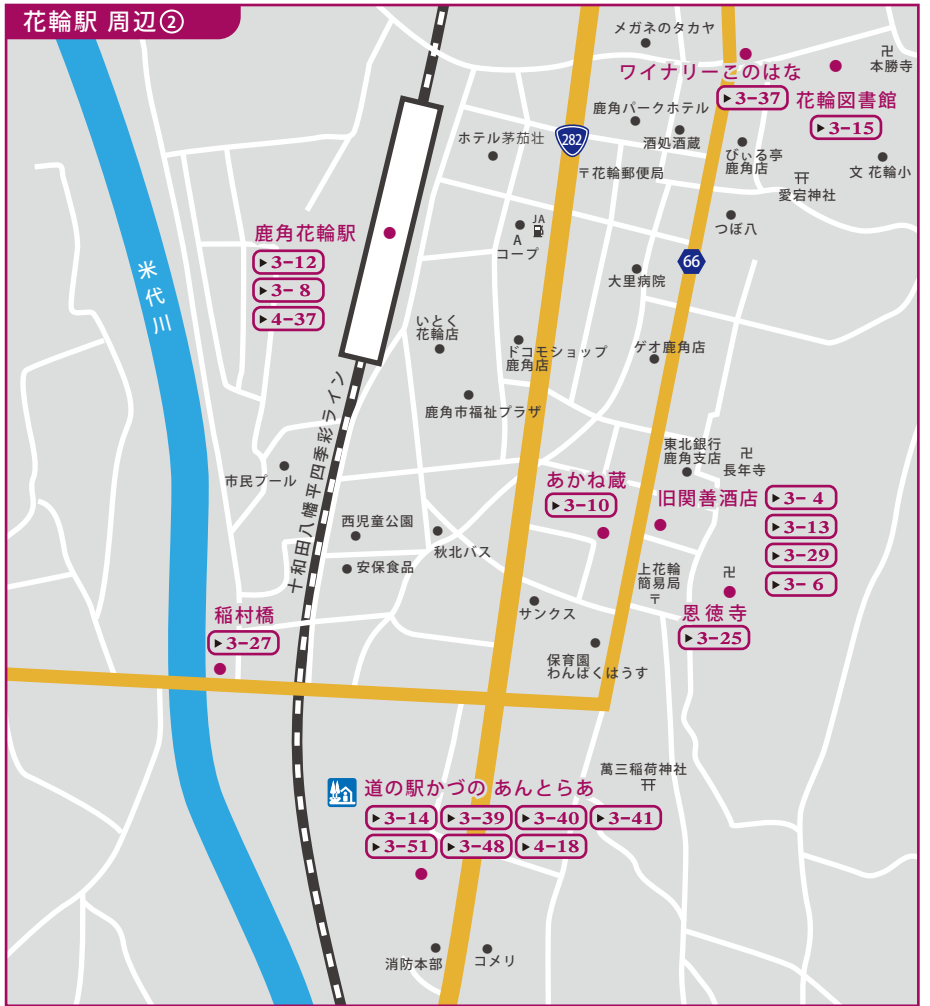 花輪駅 周辺②
メガネのタカヤ
ワイナリーこのはな
▶3-37
卍
本勝寺
花輪図書館
▶3-15
鹿角パークホテル
酒処酒蔵
ホテル茅茹荘
282
〒花輪郵便局
びぃる亭
鹿角店
文 花輪小
愛宕神社
つぼ八
JA
A
コープ
鹿角花輪駅
▶3-12
▶3-8
▶4-37
66
大里病院
米代川
いとく
花輪店
ドコモショップ
鹿角店
ゲオ鹿角店
鹿角市福祉プラザ
十和田八幡平四季彩ライン
東北銀行
鹿角支店
卍
長年寺
市民プール
あかね蔵
▶3-10
旧関善酒店
▶3-4
▶3-13
▶3-29
▶3-6
西児童公園
秋北バス
安保食品
上花輪
簡易局
〒
卍
恩徳寺
▶3-25
サンクス
稲村橋
▶3-27
保育園
わんぱくはうす
萬三稲荷神社
道の駅かづの あんとらあ
▶3-14 ▶3-39 ▶3-40 ▶3-41
▶3-51 ▶3-48 ▶4-18
消防本部
コメリ